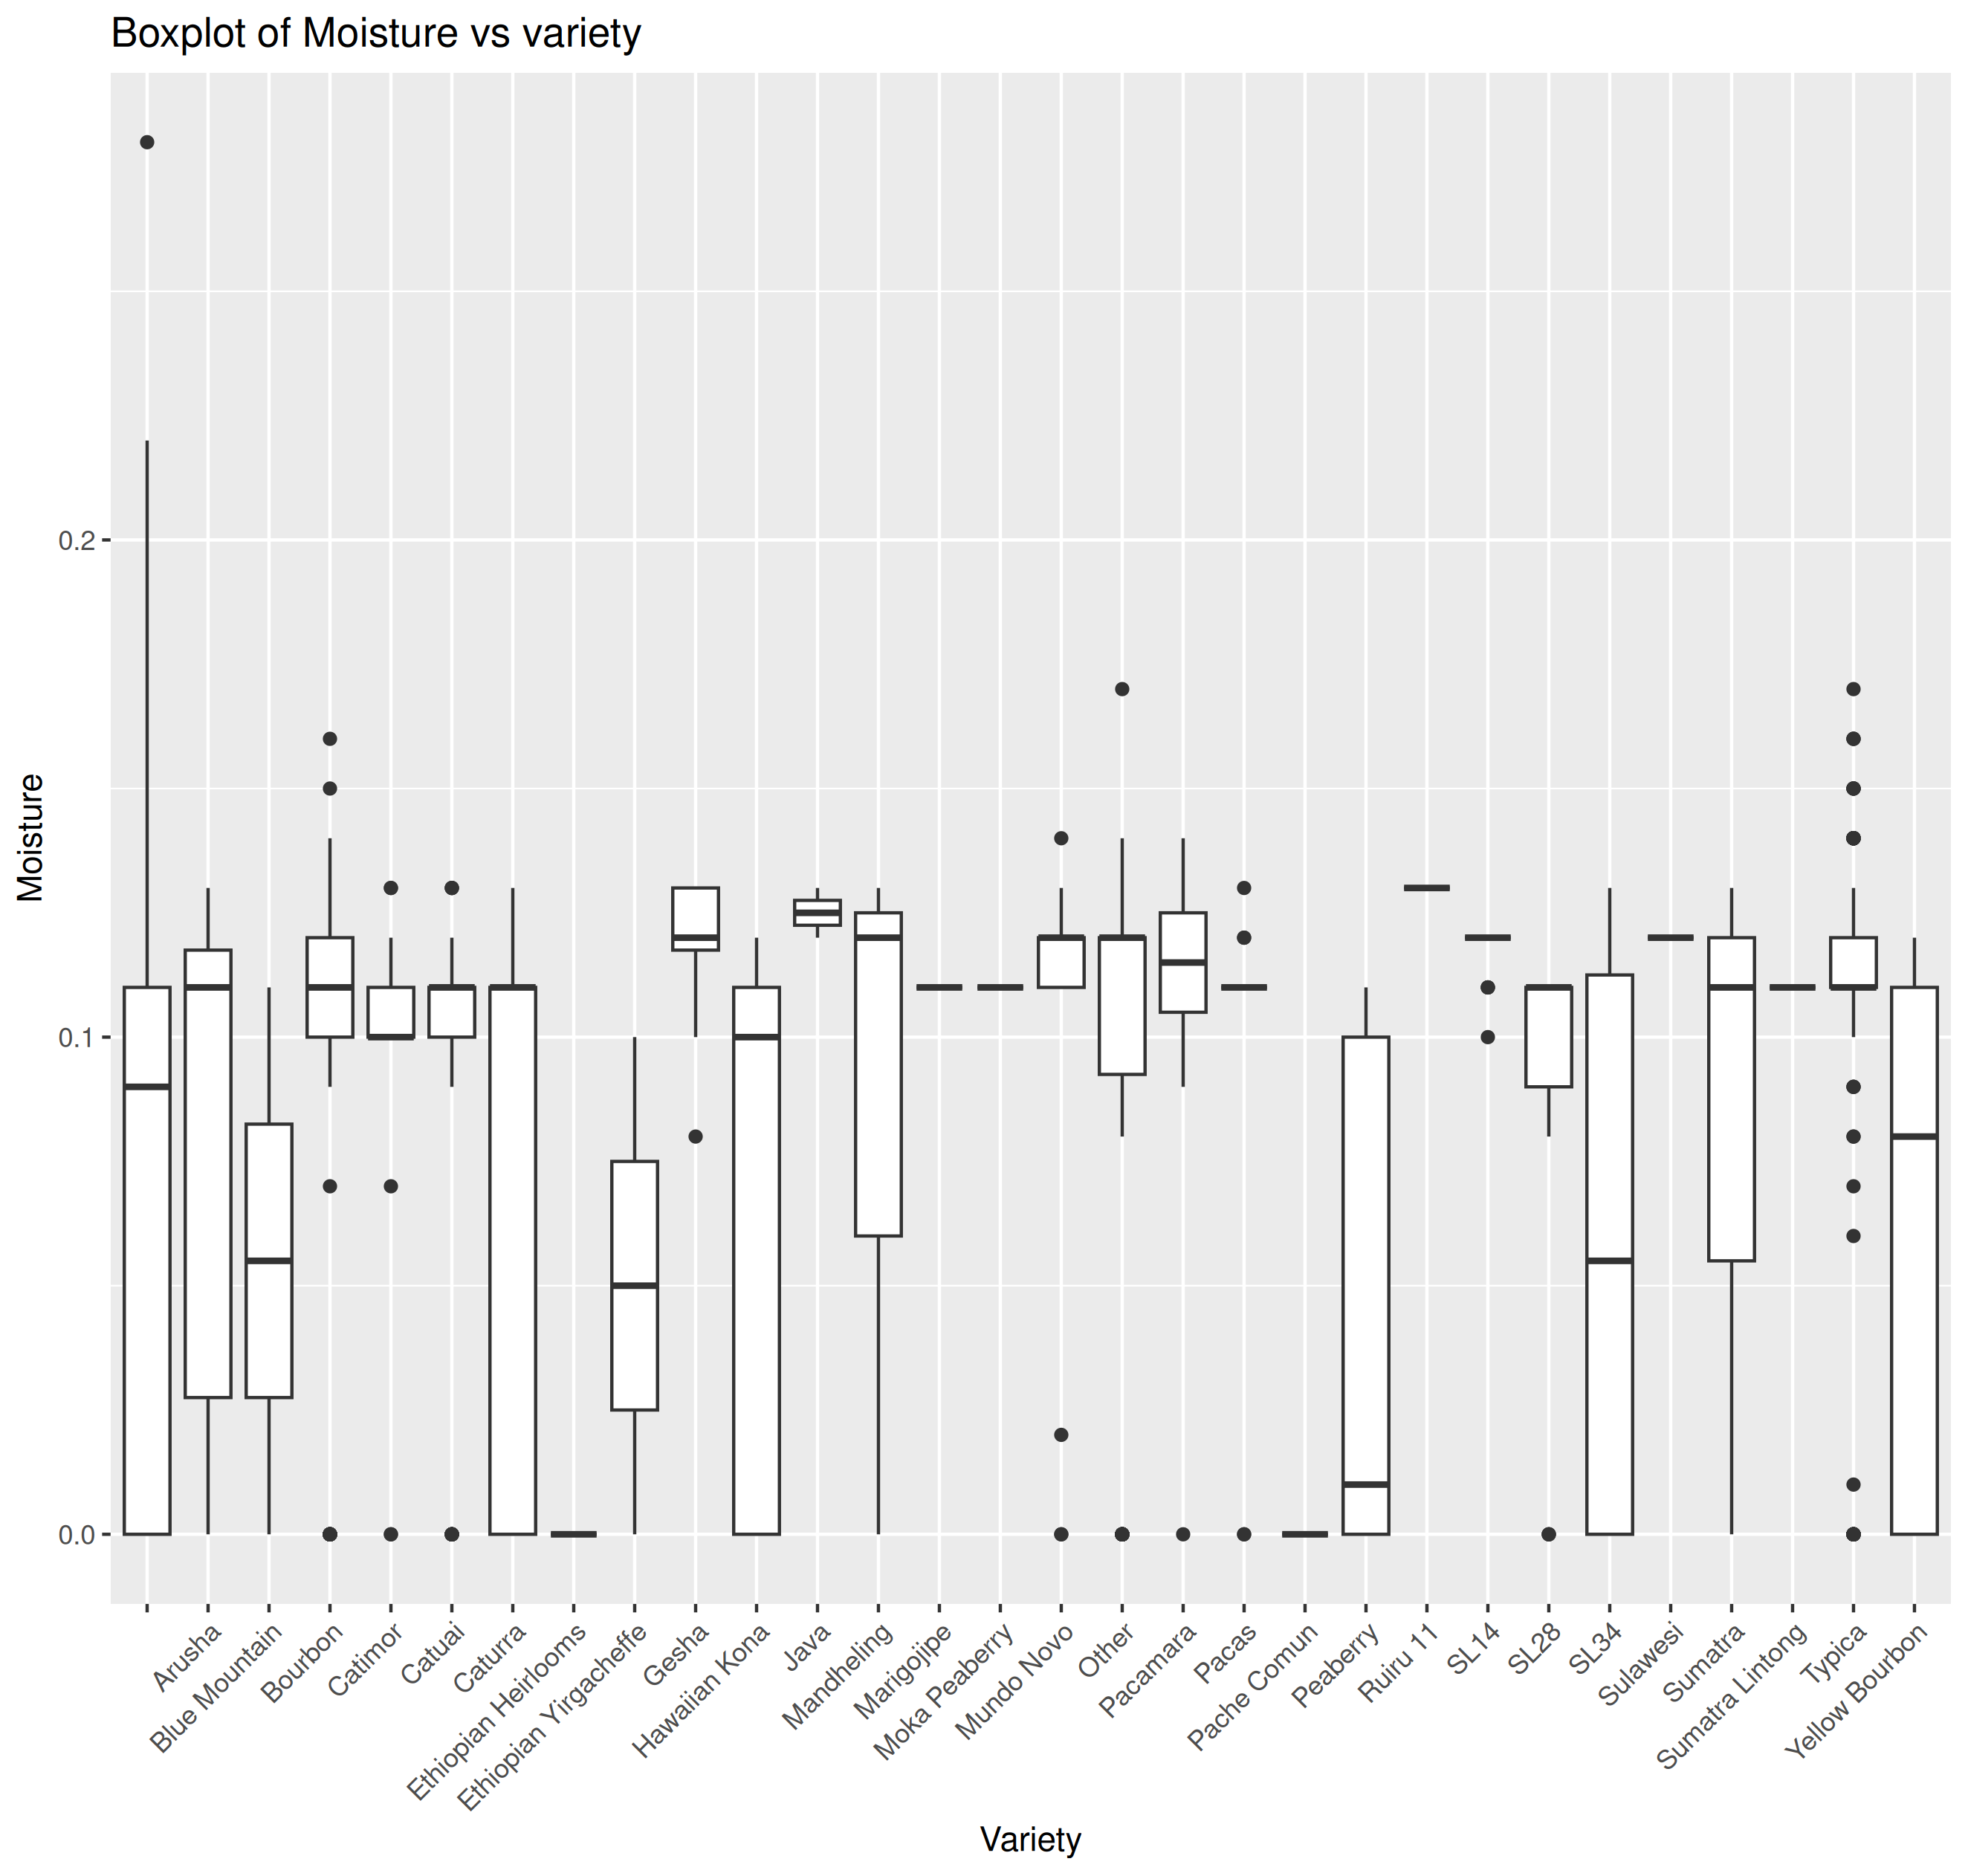 Boxplot of Moisture vs variety
Moisture
0.2
0.1
0.0
Arusha
Blue Mountain
Bourbon
Catimor
Catuai
Caturra
Ethiopian Heirlooms
Ethiopian Yirgacheffe
Gesha
Hawaiian Kona
Java
Mandheling
Marigojipe
Moka Peaberry
Mundo Novo
Other
Pacamara
Pacas
Pache Comun
Peaberry
Ruiru 11
SL14
SL28
SL34
Sulawesi
Sumatra
Sumatra Lintong
Typica
Yellow Bourbon
Variety